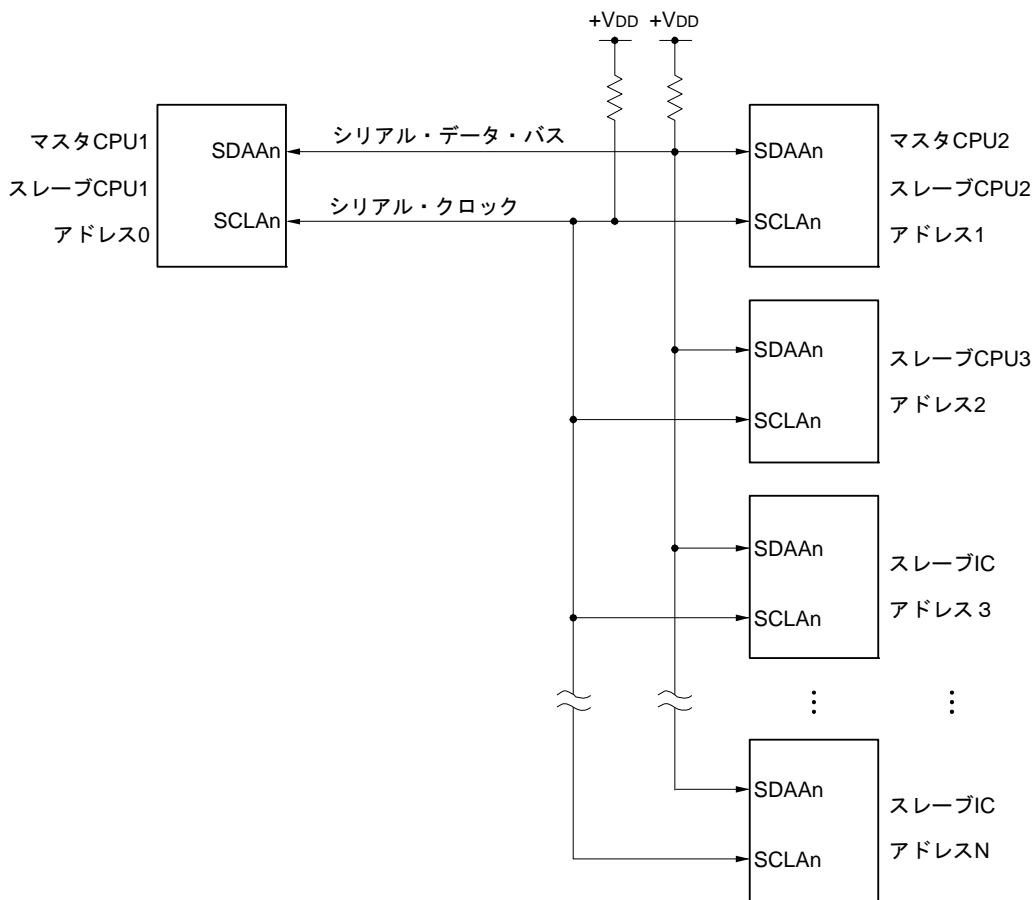 +VDD +VDD
マスタCPU1
スレーブCPU1
アドレス0
SDAAn
SCLAn
シリアル・データ・バス
シリアル・クロック
SDAAn
SCLAn
マスタCPU2
スレーブCPU2
アドレス1
SDAAn
SCLAn
スレーブCPU3
アドレス2
SDAAn
SCLAn
スレーブIC
アドレス３
SDAAn
SCLAn
スレーブIC
アドレスN